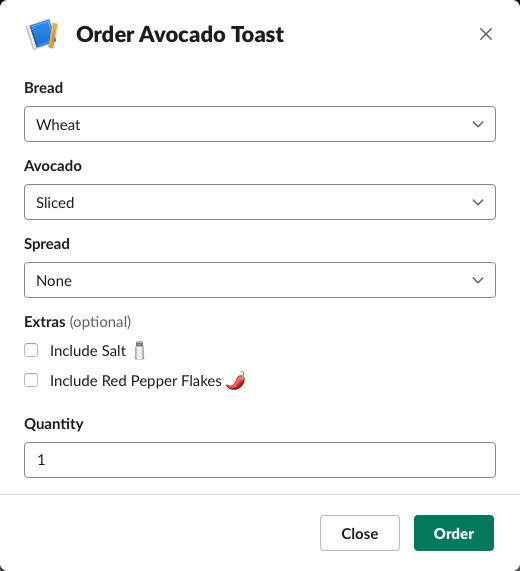 Order Avocado Toast
Bread
Wheat
Avocado
Sliced
Spread
None
Extras (optional)
Include Salt
Include Red Pepper Flakes
Quantity
1
Close
Order